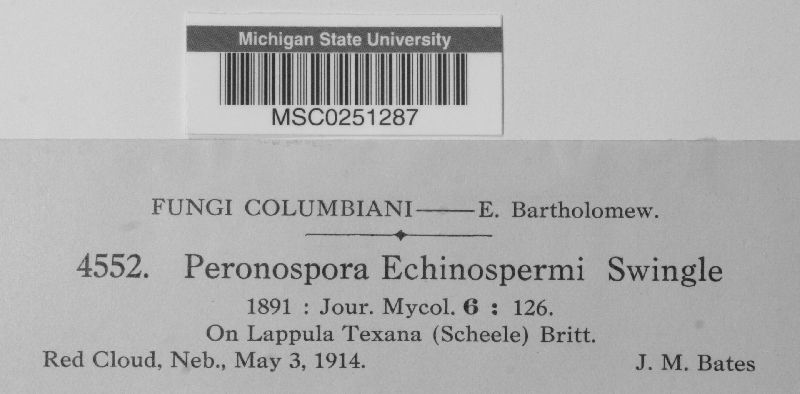 Michigan State University
MSC0251287
FUNGI COLUMBIANI——E. Bartholomew.
4552. Peronospora Echinospermi Swingle
1891 : Jour. Mycol. 6 : 126.
On Lappula Texana (Scheele) Britt.
Red Cloud, Neb., May 3, 1914. J. M. Bates